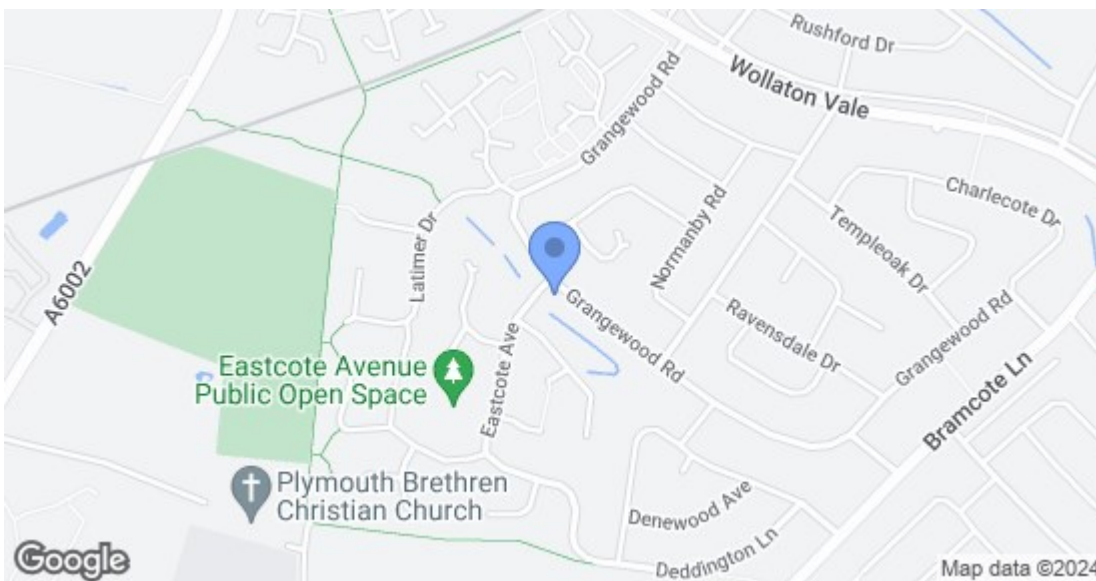 Rushford Dr
Wollaton Vale
Grangewood Rd
Charlecote Dr
Normanby Rd
Templeoak Dr
Latimer Dr
A6002
Grangewood Rd
Ravensdale Dr
Grangewood Rd
Eastcote Avenue
Public Open Space
Eastcote Ave
Bramcote Ln
Plymouth Brethren
Christian Church
Denewood Ave
Deddington Ln
Google
Map data ©2024